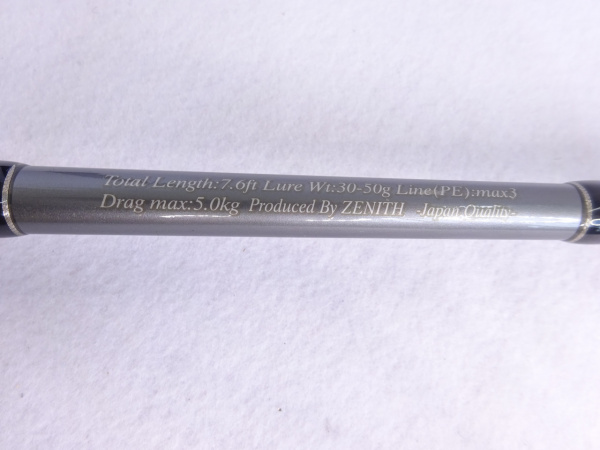 Total Length:7.6ft Lure Wt:30-50g Line(PE):max3
Drag max:5.0kg Produced By ZENITH -Japan Quality-